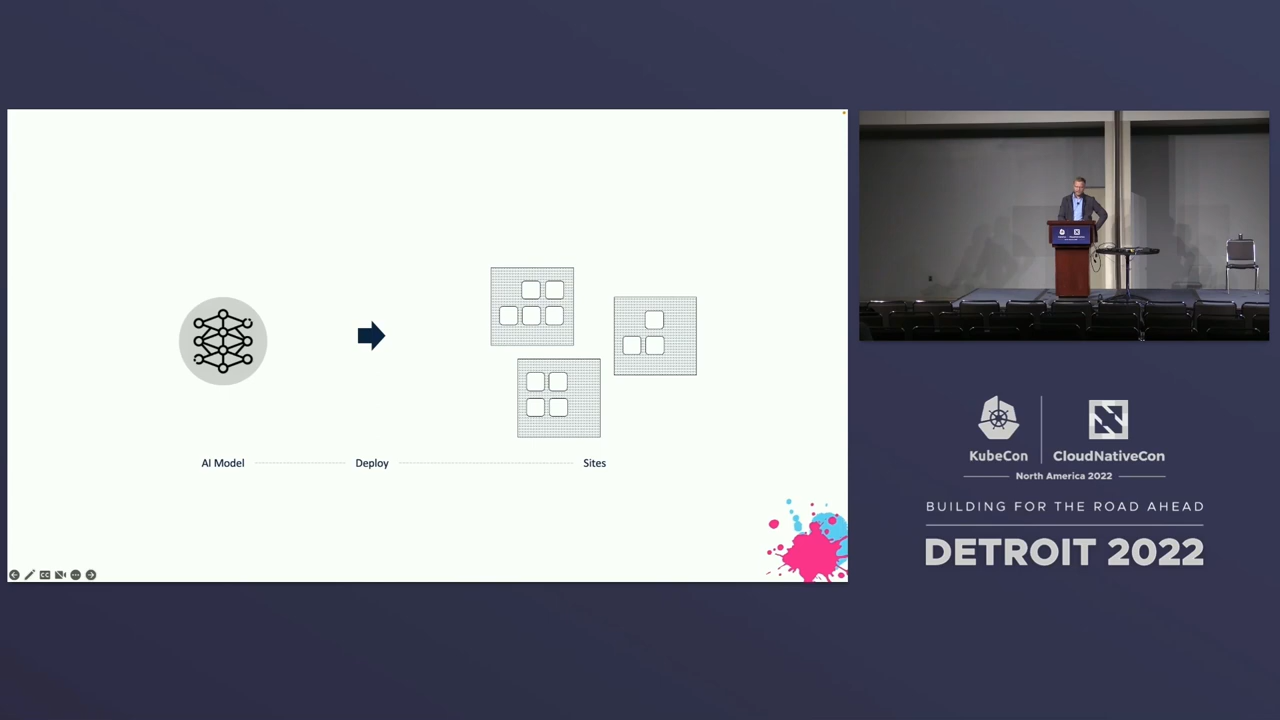 AI Model
Deploy
Sites
KubeCon
CloudNativeCon
North America 2022
BUILDING FOR THE ROAD AHEAD
DETROIT 2022